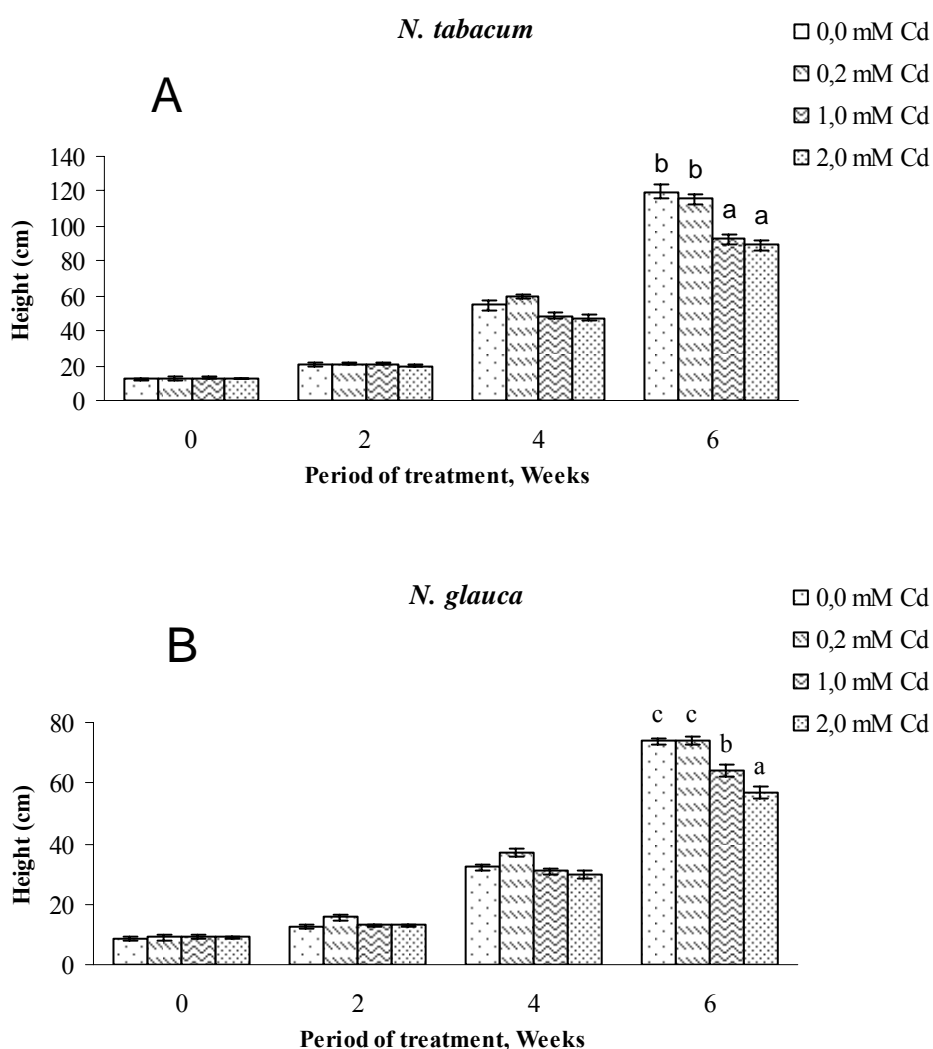 N. tabacum
A
0,0 mM Cd
0,2 mM Cd
1,0 mM Cd
2,0 mM Cd
140
120
100
80
60
40
20
0
Height (cm)
b b a a
0 2 4 6
Period of treatment, Weeks
N. glauca
B
0,0 mM Cd
0,2 mM Cd
1,0 mM Cd
2,0 mM Cd
80
60
40
20
0
Height (cm)
c c b a
0 2 4 6
Period of treatment, Weeks